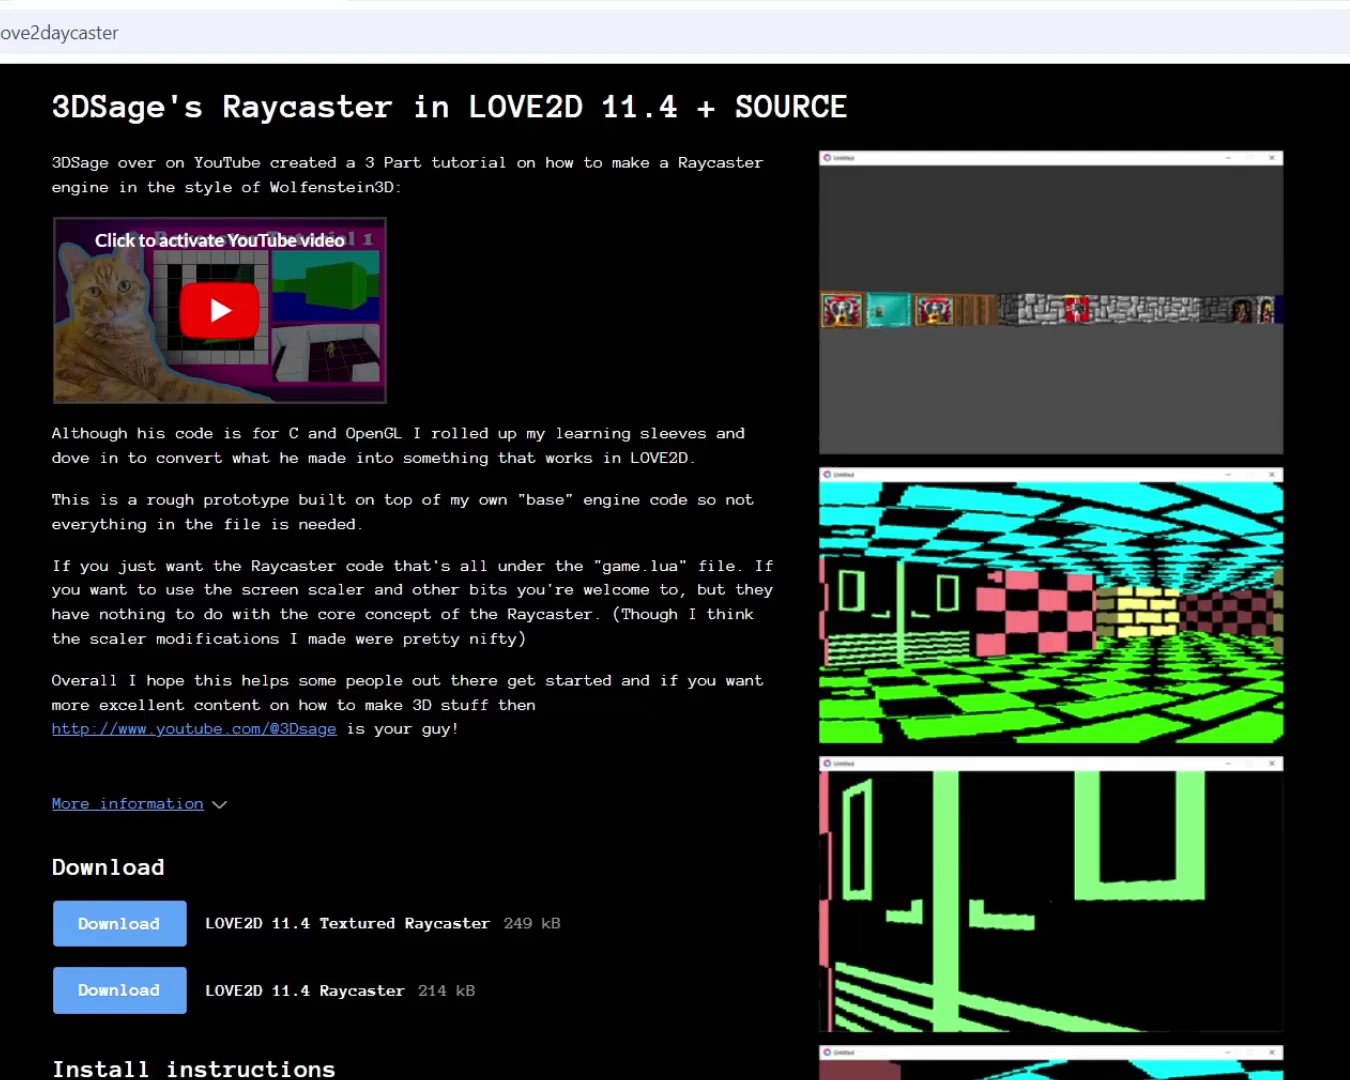 ove2daycaster
3DSage's Raycaster in LOVE2D 11.4 + SOURCE
3DSage over on YouTube created a 3 Part tutorial on how to make a Raycaster
engine in the style of Wolfenstein3D:
Click to activate YouTube video
Although his code is for C and OpenGL I rolled up my learning sleeves and
dove in to convert what he made into something that works in LOVE2D.
This is a rough prototype built on top of my own "base" engine code so not
everything in the file is needed.
If you just want the Raycaster code that's all under the "game.lua" file. If
you want to use the screen scaler and other bits you're welcome to, but they
have nothing to do with the core concept of the Raycaster. (Though I think
the scaler modifications I made were pretty nifty)
Overall I hope this helps some people out there get started and if you want
more excellent content on how to make 3D stuff then
http://www.youtube.com/@3Dsage is your guy!
More information
Download
Download LOVE2D 11.4 Textured Raycaster 249 kB
Download LOVE2D 11.4 Raycaster 214 kB
Install instructions
Untitled
Untitled
Untitled
Untitled